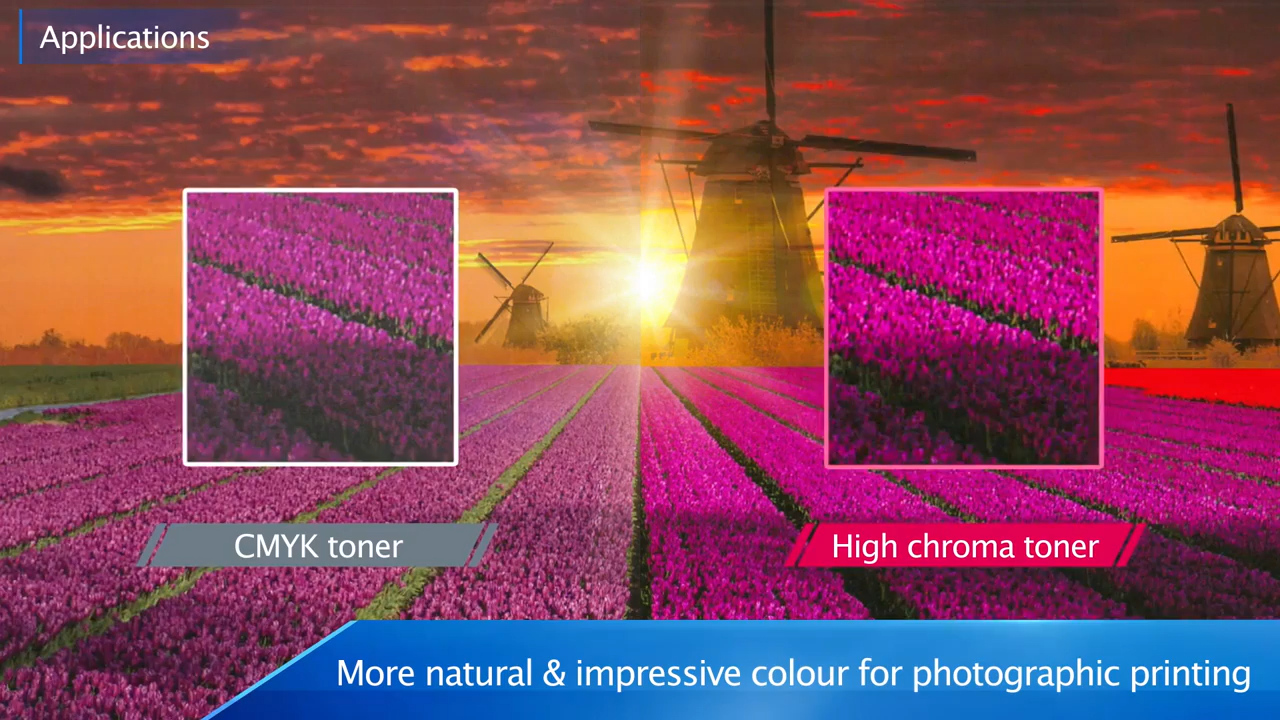 Applications
CMYK toner
High chroma toner
More natural & impressive colour for photographic printing